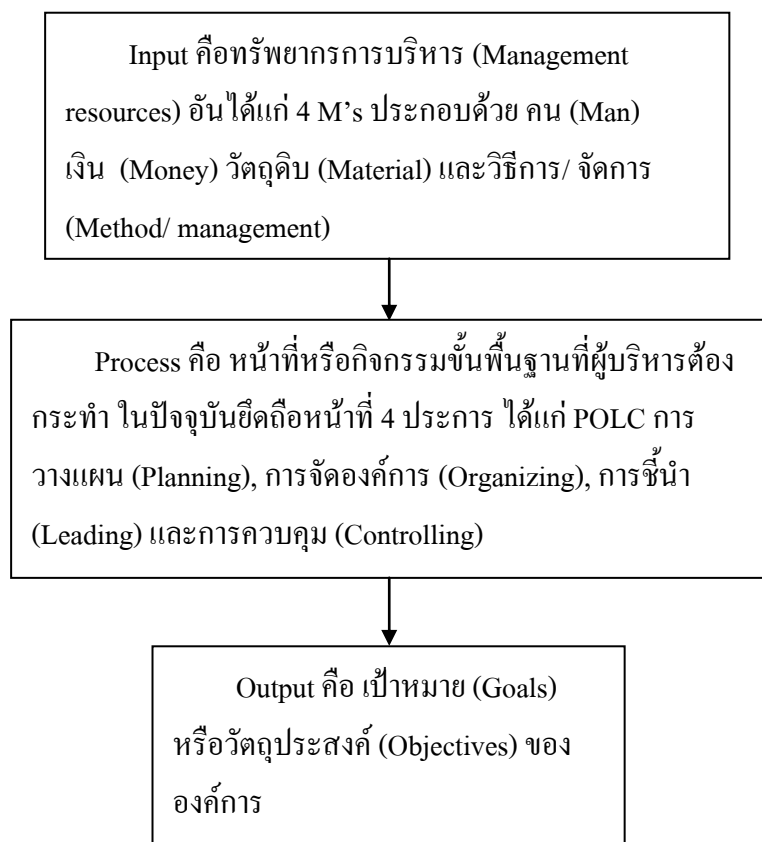 Input คือทรัพยากรการบริหาร (Management
resources) อันได้แก่ 4 M’s ประกอบด้วย คน (Man)
เงิน (Money) วัตถุดิบ (Material) และวิธีการ/ จัดการ
(Method/ management)
Process คือ หน้าที่หรือกิจกรรมขั้นพื้นฐานที่ผู้บริหารต้อง
กระทำ ในปัจจุบันยึดถือหน้าที่ 4 ประการ ได้แก่ POLC การ
วางแผน (Planning), การจัดองค์การ (Organizing), การชี้นำ
(Leading) และการควบคุม (Controlling)
Output คือ เป้าหมาย (Goals)
หรือวัตถุประสงค์ (Objectives) ของ
องค์การ